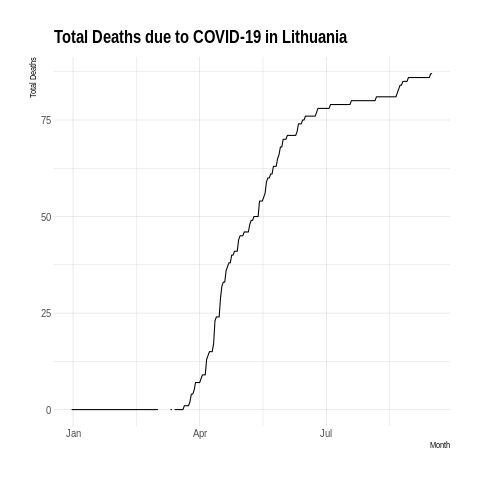 Total Deaths due to COVID-19 in Lithuania
Total Deaths
75
50
25
0
Jan Apr Jul
Month